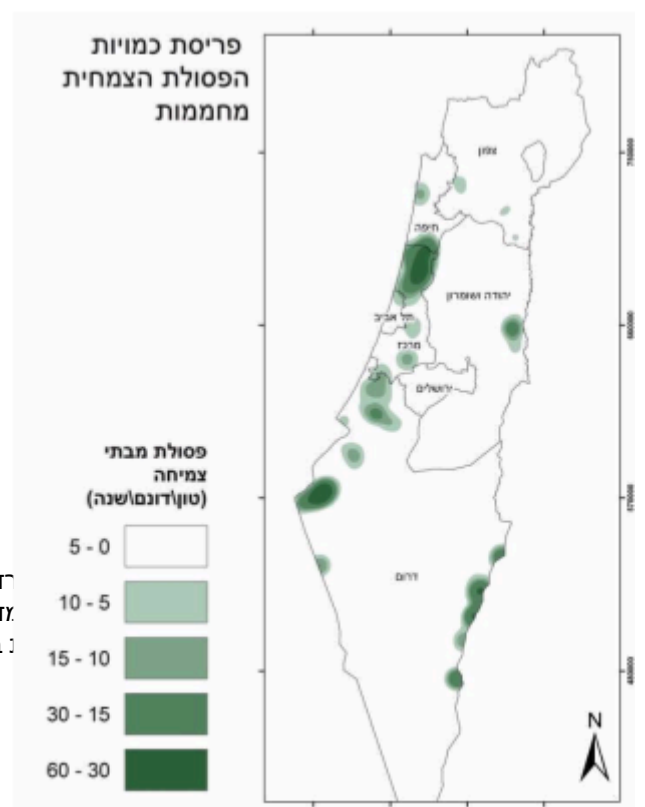 פריסת כמויות
הפסולת הצמחית
מחממות
צפון
חיפה
יהודה ושומרון
תל אביב
מרכז
ירושלים
דרום
פסולת מבתי
צמיחה
(טון\דונם\שנה)
5 - 0
10 - 5
15 - 10
30 - 15
60 - 30
N